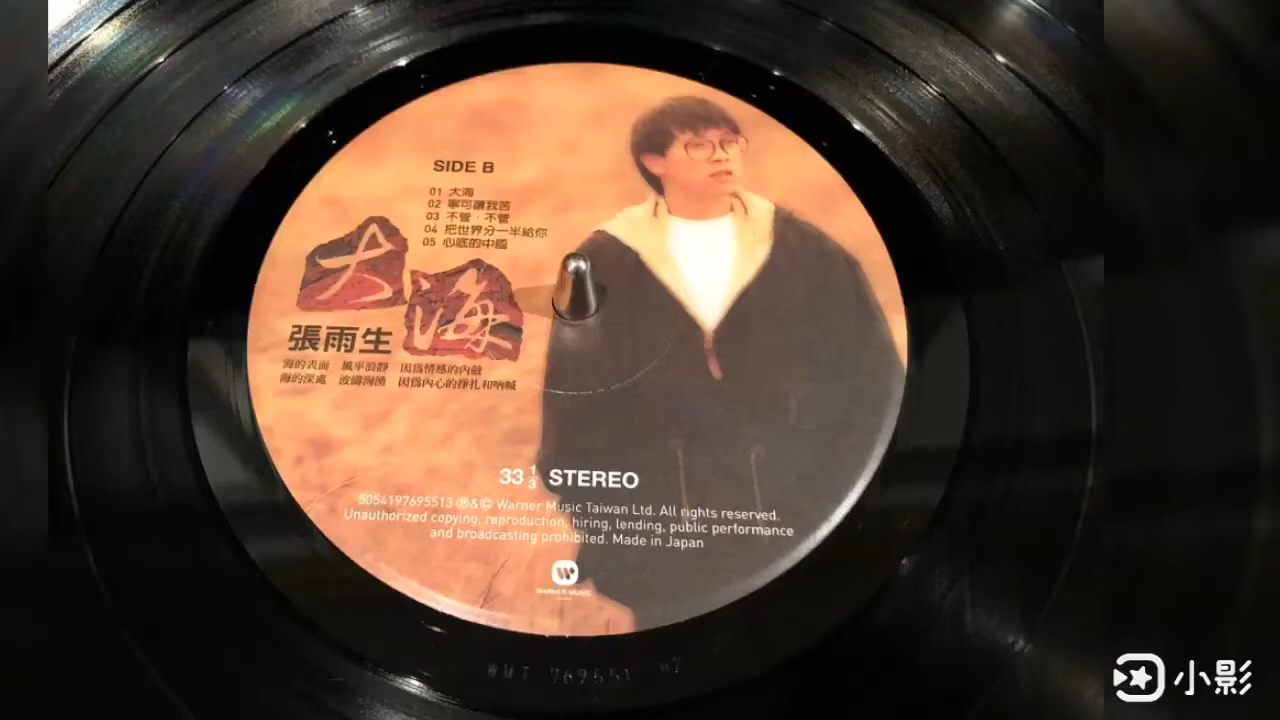 SIDE B
01 大海
02 寧可讓我苦
03 不管·不管
04 把世界分一半給你
05 心底的中國
大海
張雨生
海的表面 風平浪靜 因爲情感的內斂
海的深處 波濤洶湧 因爲內心的掙扎和吶喊
33 1/3 STEREO
5054197695513 ℗&© Warner Music Taiwan Ltd. All rights reserved.
Unauthorized copying, reproduction, hiring, lending, public performance
and broadcasting prohibited. Made in Japan
WARNER MUSIC
WMT 769551
小影